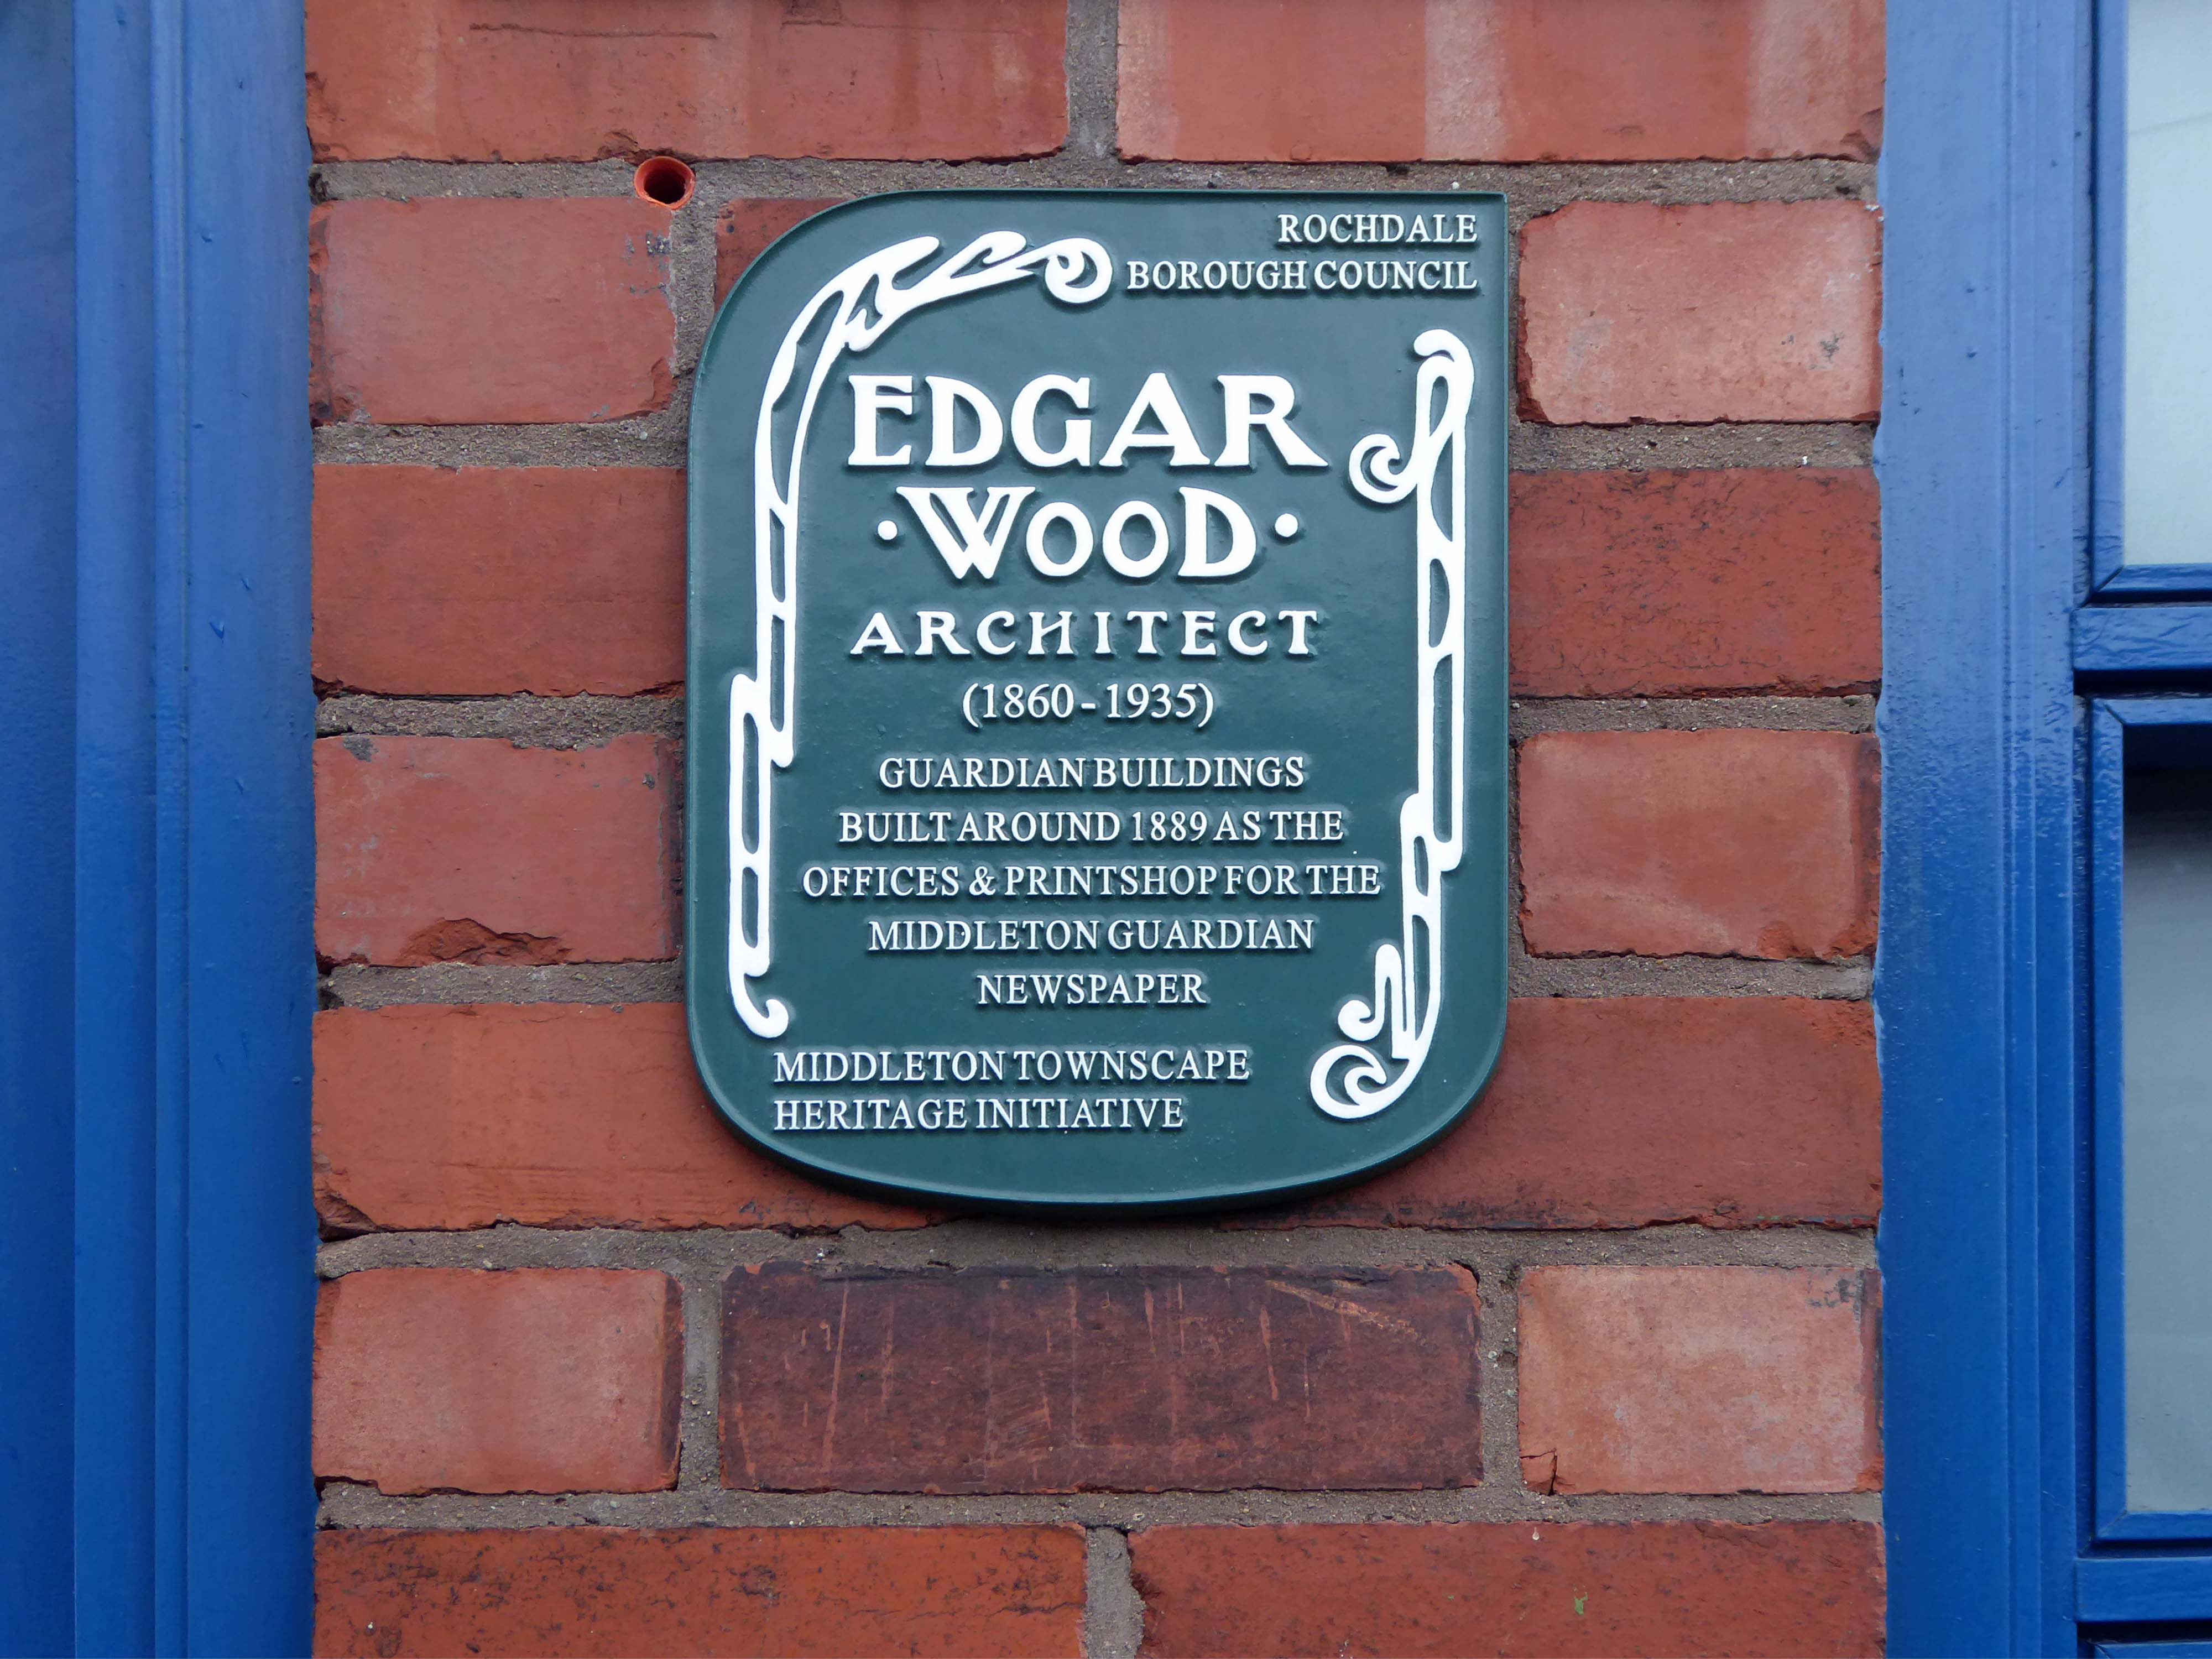 ROCHDALE
BOROUGH COUNCIL
EDGAR
·WOOD·
ARCHITECT
(1860-1935)
GUARDIAN BUILDINGS
BUILT AROUND 1889 AS THE
OFFICES & PRINTSHOP FOR THE
MIDDLETON GUARDIAN
NEWSPAPER
MIDDLETON TOWNSCAPE
HERITAGE INITIATIVE